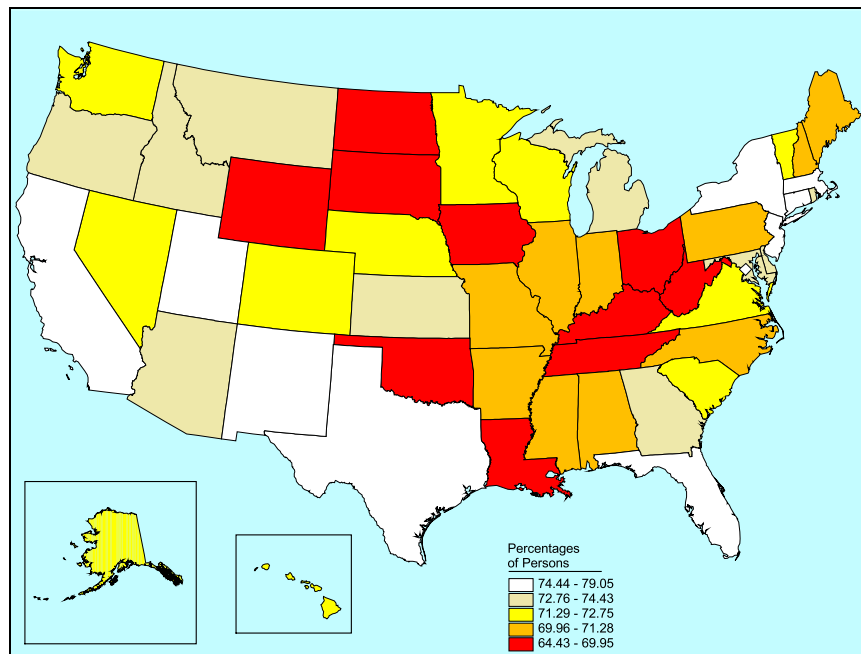 Percentages
of Persons
74.44 - 79.05
72.76 - 74.43
71.29 - 72.75
69.96 - 71.28
64.43 - 69.95